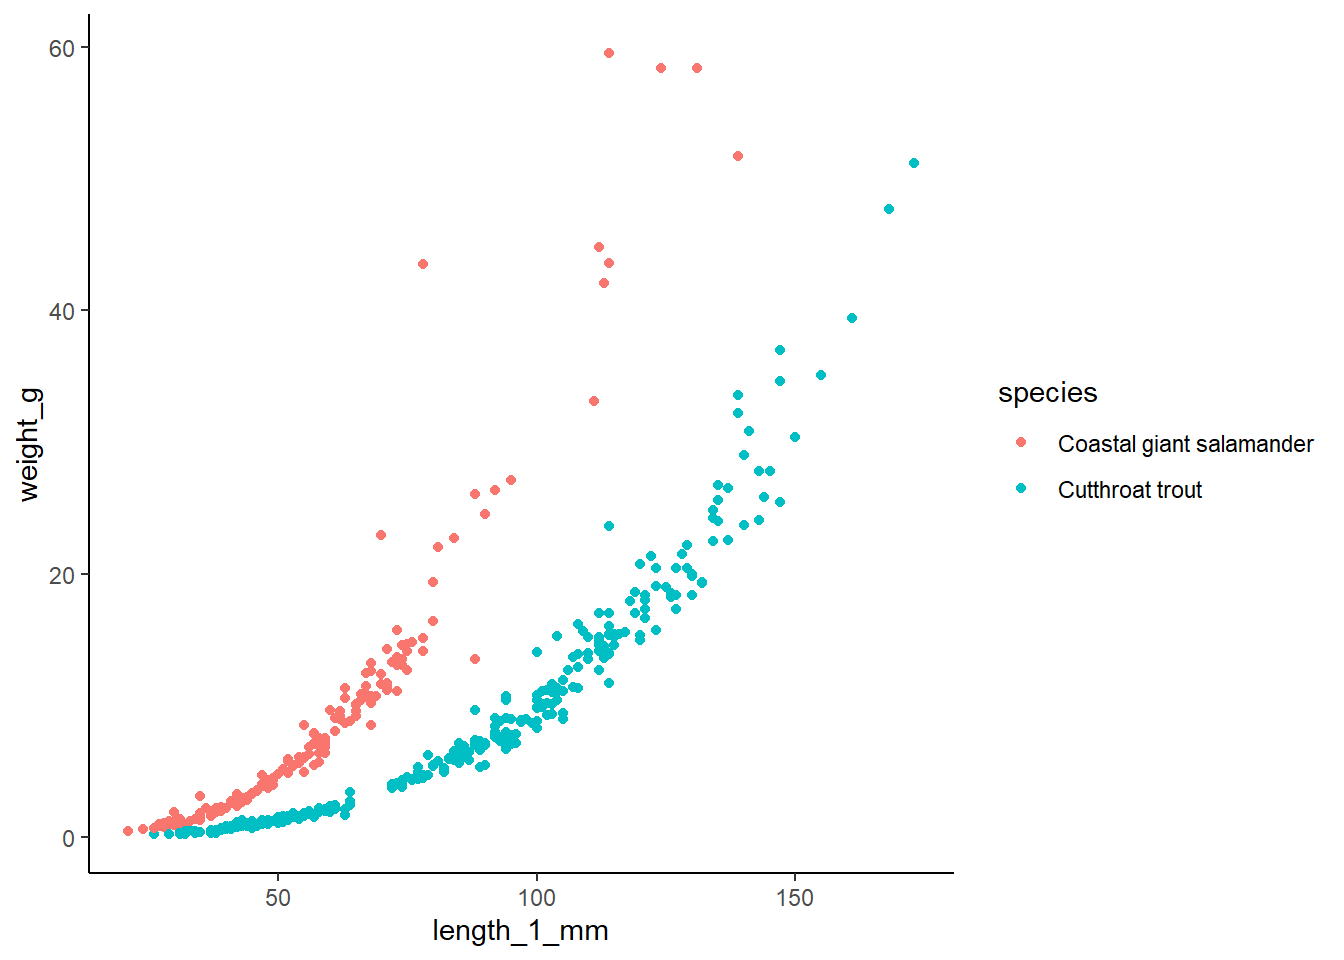 60
40
20
0
weight_g
50
100
150
length_1_mm
species
Coastal giant salamander
Cutthroat trout